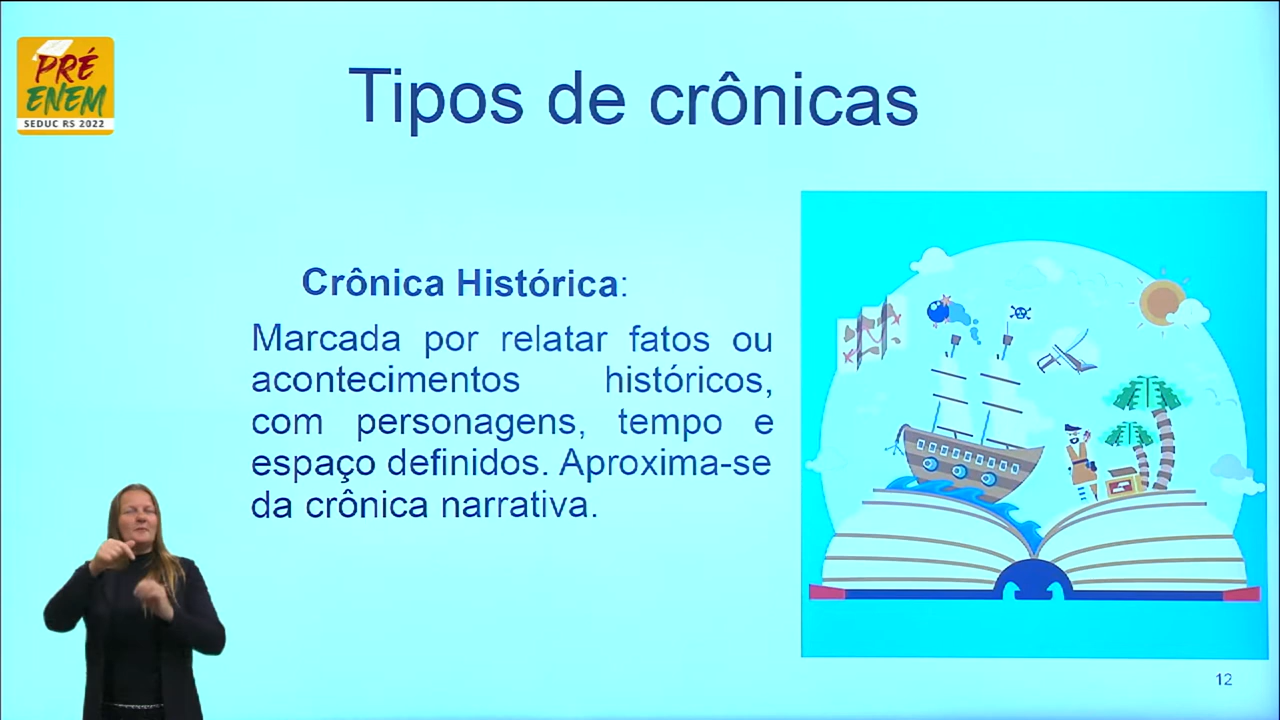 PRÉ
ENEM
SEDUC RS 2022
Tipos de crônicas
Crônica Histórica:
Marcada por relatar fatos ou
acontecimentos históricos,
com personagens, tempo e
espaço definidos. Aproxima-se
da crônica narrativa.
12